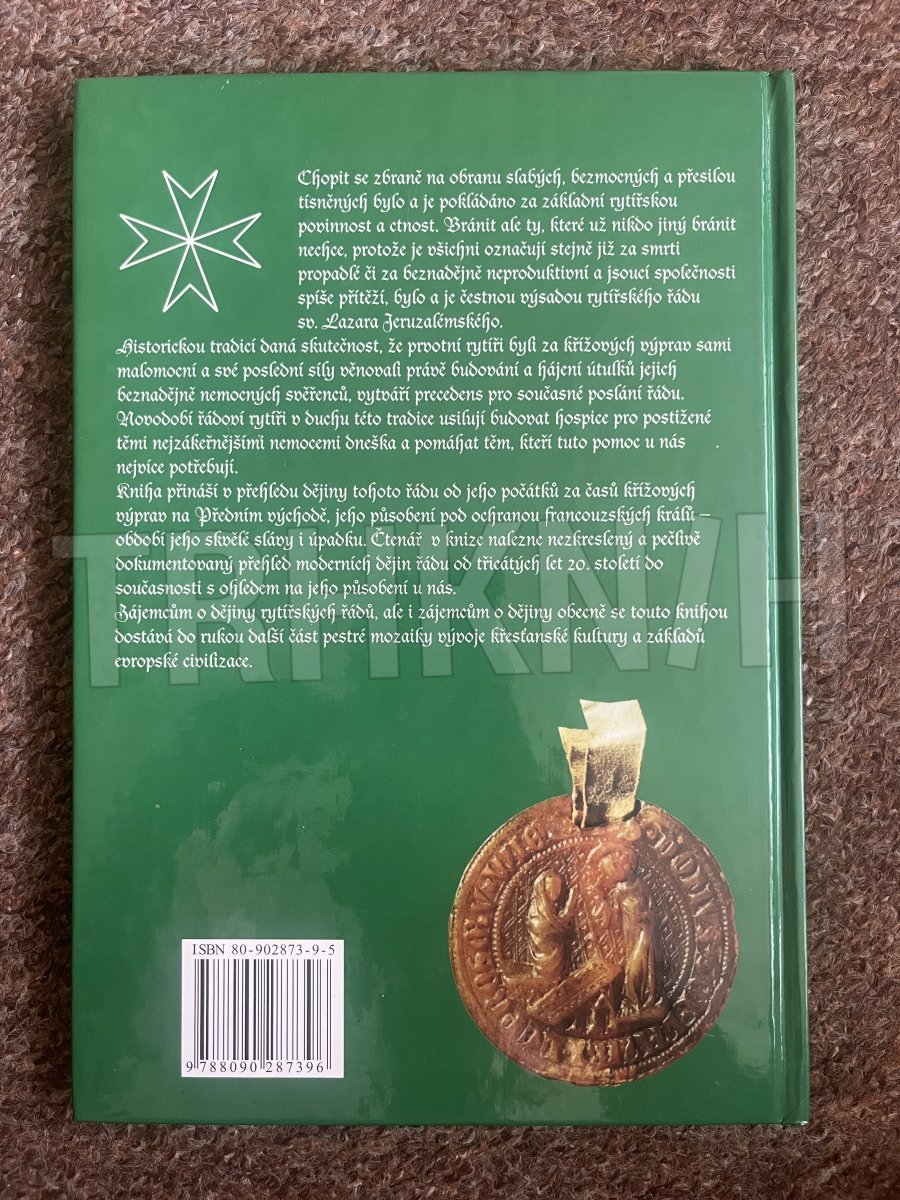 Chopit se zbraně na obranu slabých, bezmocných a přesilou
tísněných bylo a je pokládáno za základní rytířskou
povinnost a ctnost. Bránit ale ty, které už nikdo jiný bránit
nechce, protože je všichni označují stejně již za smrti
propadlé či za beznadějně neproduktivní a jsoucí společnosti
spíše přítěží, bylo a je čestnou výsadou rytířského řádu
sv. Lazara Jeruzalémského.
Historickou tradicí daná skutečnost, že prvotní rytíři byli za křížových výprav sami
malomocní a své poslední síly věnovali právě budování a hájení útulků jejich
beznadějně nemocných svěřenců, vytváří precedens pro současné poslání řádu.
Novodobí řádoví rytíři v duchu této tradice usilují budovat hospice pro postižené
těmi nejzákeřnějšími nemocemi dneška a pomáhat těm, kteří tuto pomoc u nás
nejvíce potřebují.
Kniha přináší v přehledu dějiny tohoto řádu od jeho počátků za časů křížových
výprav na Předním východě, jeho působení pod ochranou francouzských králů –
období jeho skvělé slávy i úpadku. Čtenář v knize nalezne nezkreslený a pečlivě
dokumentovaný přehled moderních dějin řádu od třicátých let 20. století do
současnosti s ohledem na jeho působení u nás.
Zájemcům o dějiny rytířských řádů, ale i zájemcům o dějiny obecně se touto knihou
dostává do rukou další část pestré mozaiky vývoje křesťanské kultury a základů
evropské civilizace.
TRHKNIH
ISBN 80-902873-9-5
9 788090 287396